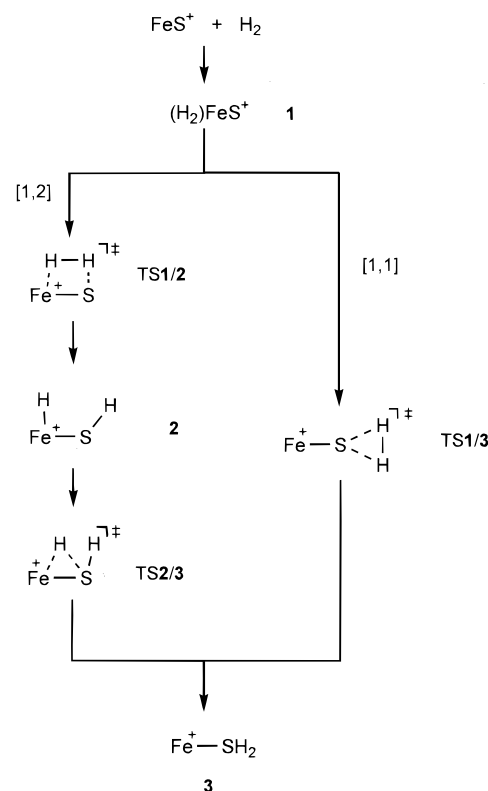 FeS+ + H2
(H2)FeS+ 1
[1,2]
[1,1]
H H ‡
Fe + S
TS1/2
H H
Fe + S
2
Fe + S H H ‡
TS1/3
H H ‡
Fe + S
TS2/3
Fe + SH2
3